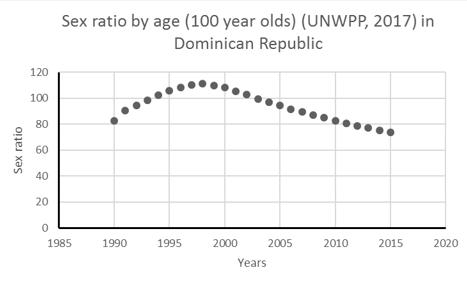 Sex ratio by age (100 year olds) (UNWPP, 2017) in
Dominican Republic
120
100
80
60
40
20
0
Sex ratio
1985 1990 1995 2000 2005 2010 2015 2020
Years